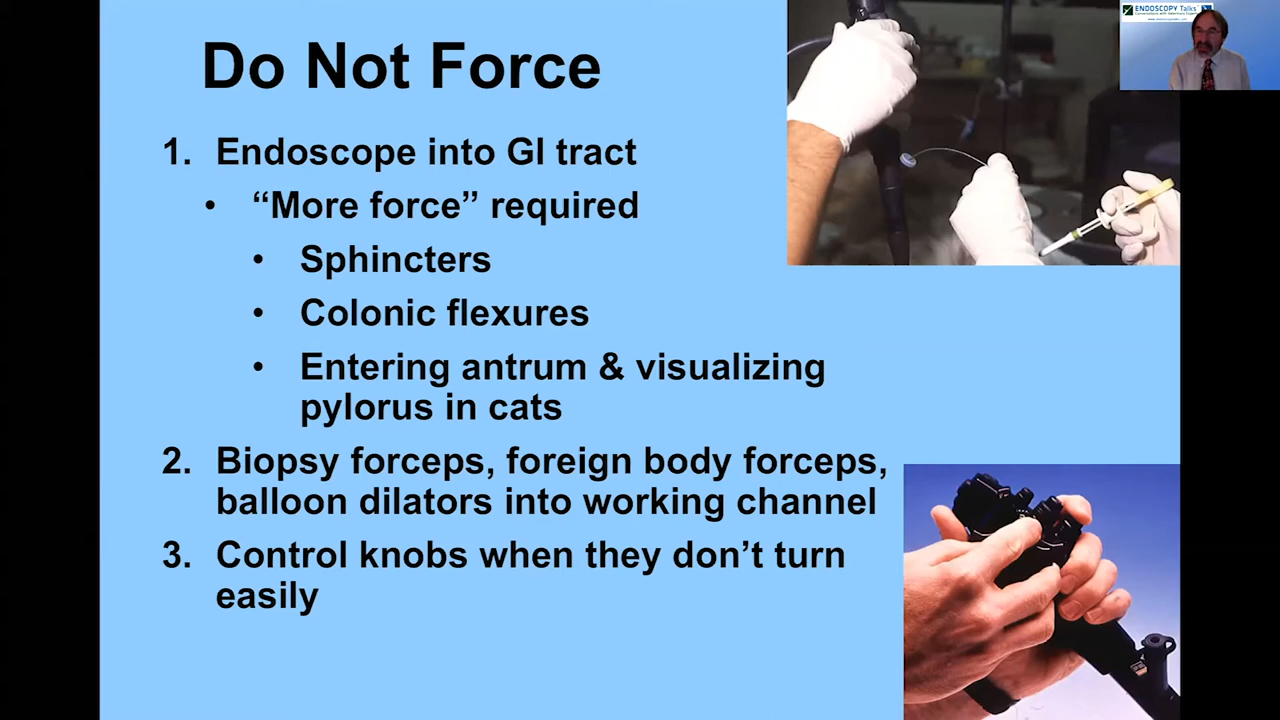 ENDOSCOPY Talks
Do Not Force
1. Endoscope into GI tract
• “More force” required
• Sphincters
• Colonic flexures
• Entering antrum & visualizing
pylorus in cats
2. Biopsy forceps, foreign body forceps,
balloon dilators into working channel
3. Control knobs when they don’t turn
easily